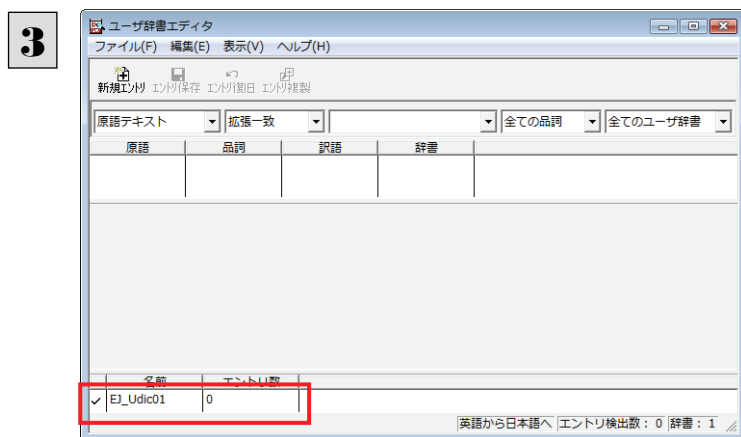 3
ユーザ辞書エディタ
ファイル(F) 編集(E) 表示(V) ヘルプ(H)
新規エントリ エントリ保存 エントリ復旧 エントリ複製
原語テキスト 拡張一致 全ての品詞 全てのユーザ辞書
原語 品詞 訳語 辞書
名前 エントリ数
EJ_Udic01 0
英語から日本語へ エントリ検出数： 0 辞書： 1